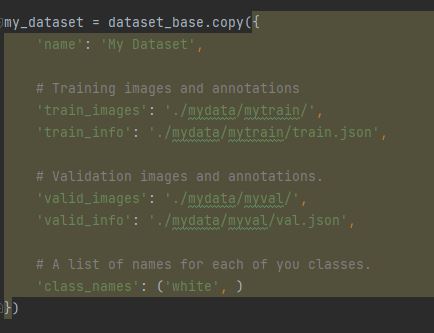 my_dataset = dataset_base.copy({
'name': 'My Dataset',
# Training images and annotations
'train_images': './mydata/mytrain/',
'train_info': './mydata/mytrain/train.json',
# Validation images and annotations.
'valid_images': './mydata/myval/',
'valid_info': './mydata/myval/val.json',
# A list of names for each of you classes.
'class_names': ('white', )
})